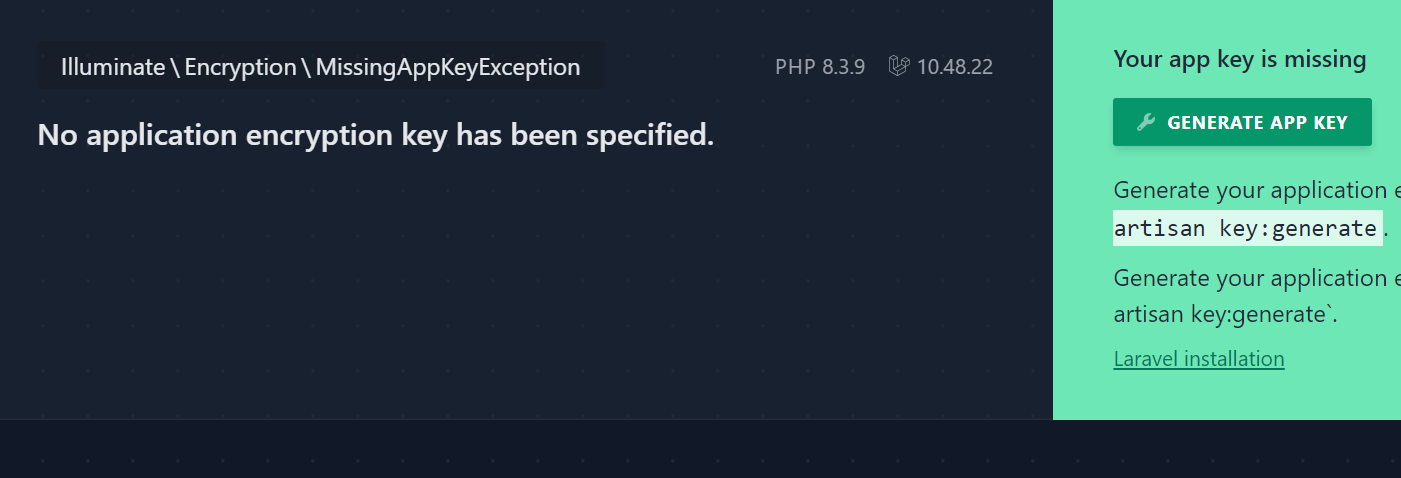 Illuminate \ Encryption \ MissingAppKeyException
PHP 8.3.9 10.48.22
No application encryption key has been specified.
Your app key is missing
GENERATE APP KEY
Generate your application e
artisan key:generate.
Generate your application e
artisan key:generate`.
Laravel installation